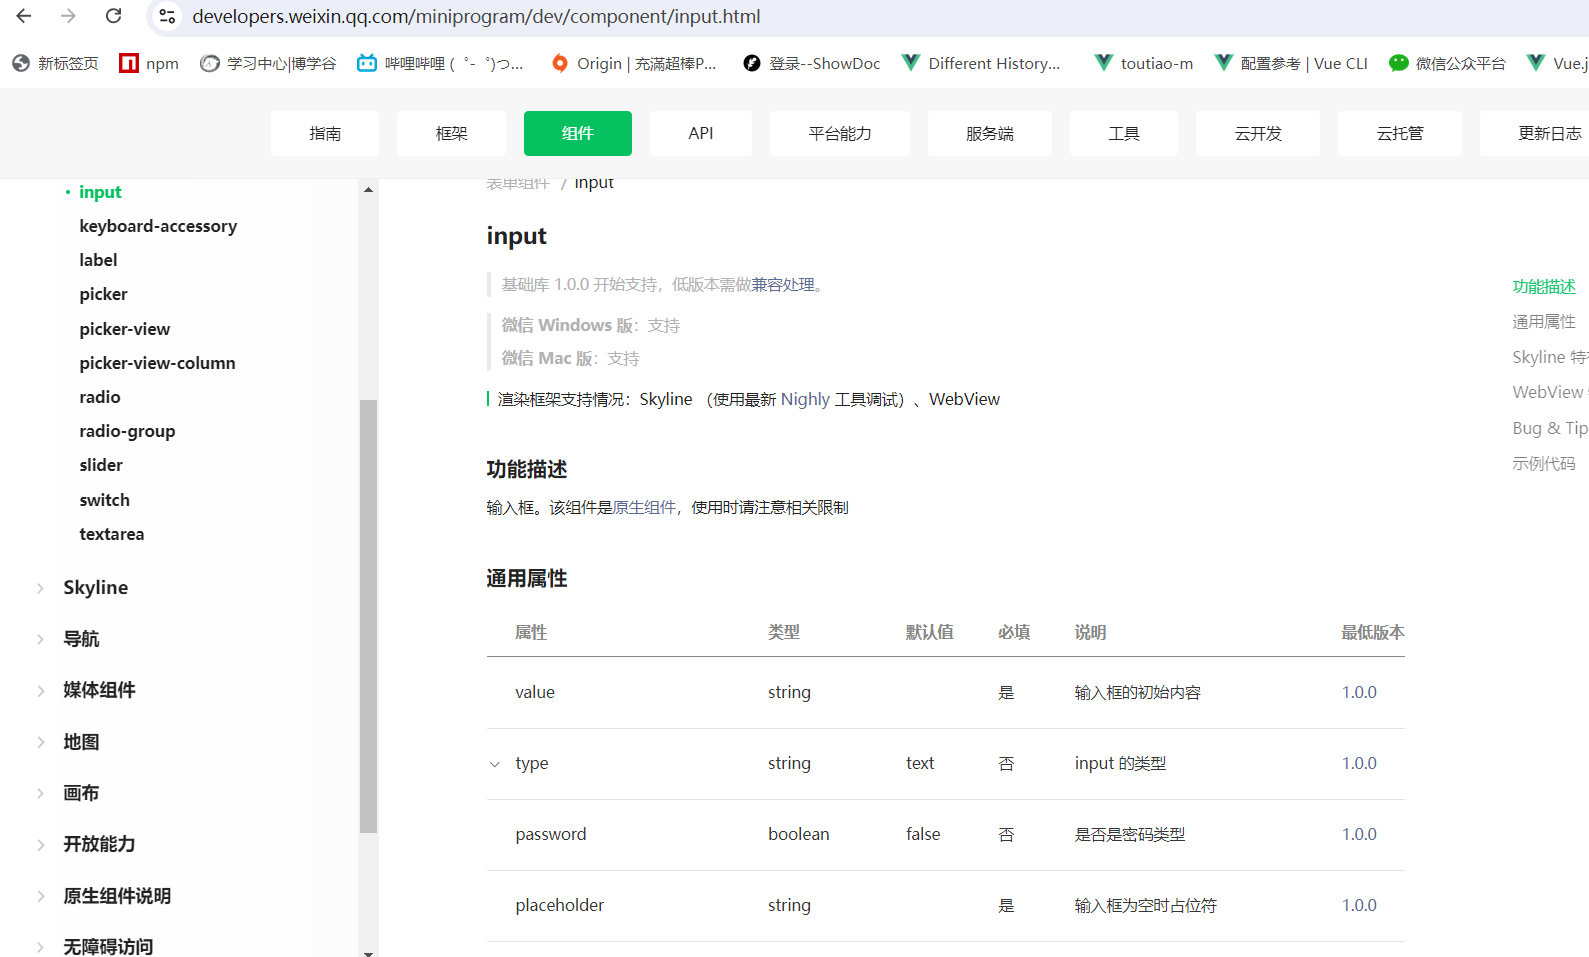 developers.weixin.qq.com/miniprogram/dev/component/input.html
新标签页 npm 学习中心|博学谷 哔哩哔哩 ( ゜- ゜)つ... Origin | 充滿超棒P... 登录--ShowDoc Different History... toutiao-m 配置参考 | Vue CLI 微信公众平台 Vue.j
指南 框架 组件 API 平台能力 服务端 工具 云开发 云托管 更新日志
input
keyboard-accessory
label
picker
picker-view
picker-view-column
radio
radio-group
slider
switch
textarea
Skyline
导航
媒体组件
地图
画布
开放能力
原生组件说明
无障碍访问
表单组件 / input
input
基础库 1.0.0 开始支持，低版本需做兼容处理。
微信 Windows 版：支持
微信 Mac 版：支持
渲染框架支持情况：Skyline （使用最新 Nighly 工具调试）、WebView
功能描述
输入框。该组件是原生组件，使用时请注意相关限制
通用属性
属性 类型 默认值 必填 说明 最低版本
value string 是 输入框的初始内容 1.0.0
type string text 否 input 的类型 1.0.0
password boolean false 否 是否是密码类型 1.0.0
placeholder string 是 输入框为空时占位符 1.0.0
功能描述
通用属性
Skyline 特
WebView
Bug & Tip
示例代码